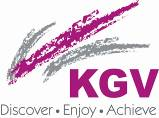 KGV
Discover • Enjoy • Achieve